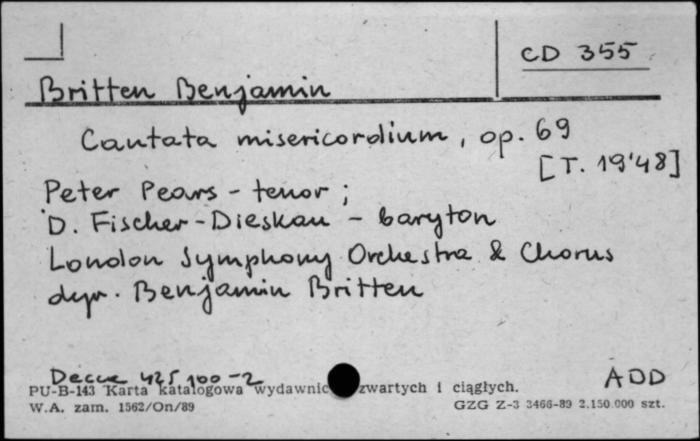 CD 355
Britten Benjamin
Cantata misericordium, op. 69
[T. 19'48]
Peter Pears - tenor ;
D. Fischer-Dieskau - baryton
London Symphony Orchestra & Chorus
dyr. Benjamin Britten
Decca 425 100-2 ADD
PU-B-143 Karta katalogowa wydawnic zwartych i ciągłych.
W.A. zam. 1562/On/89 GZG Z-3 3466-89 2.150.000 szt.